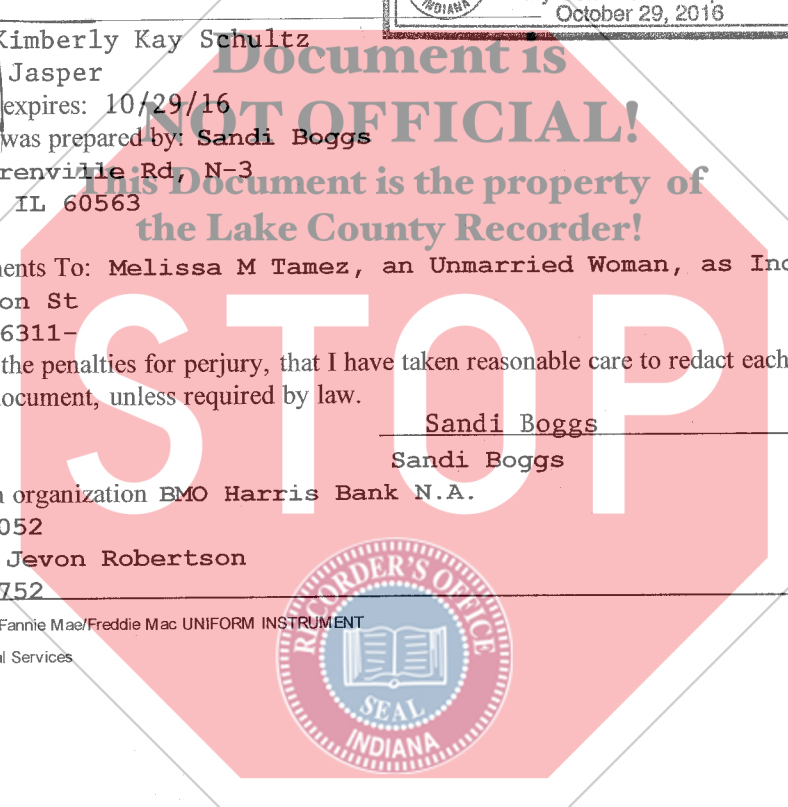 INDIANA
October 29, 2016
Kimberly Kay Schultz
Document is
Jasper
expires: 10/29/16
NOT OFFICIAL!
was prepared by: Sandi Boggs
renville Rd, N-3
This Document is the property of
IL 60563
the Lake County Recorder!
ents To: Melissa M Tamez, an Unmarried Woman, as Ind
on St
6311-
STOP
the penalties for perjury, that I have taken reasonable care to redact each
ocument, unless required by law.
Sandi Boggs
Sandi Boggs
organization BMO Harris Bank N.A.
052
Jevon Robertson
752
Fannie Mae/Freddie Mac UNIFORM INSTRUMENT
l Services
RECORDER'S OFFICE
SEAL
INDIANA